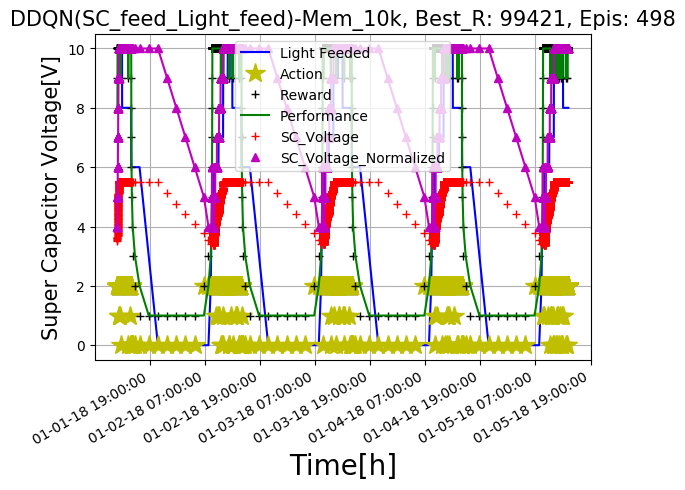 DDQN(SC_feed_Light_feed)-Mem_10k, Best_R: 99421, Epis: 498
Super Capacitor Voltage[V]
10
8
6
4
2
0
Light Feeded
Action
Reward
Performance
SC_Voltage
SC_Voltage_Normalized
01-01-18 19:00:00
01-02-18 07:00:00
01-02-18 19:00:00
01-03-18 07:00:00
01-03-18 19:00:00
01-04-18 07:00:00
01-04-18 19:00:00
01-05-18 07:00:00
01-05-18 19:00:00
Time[h]